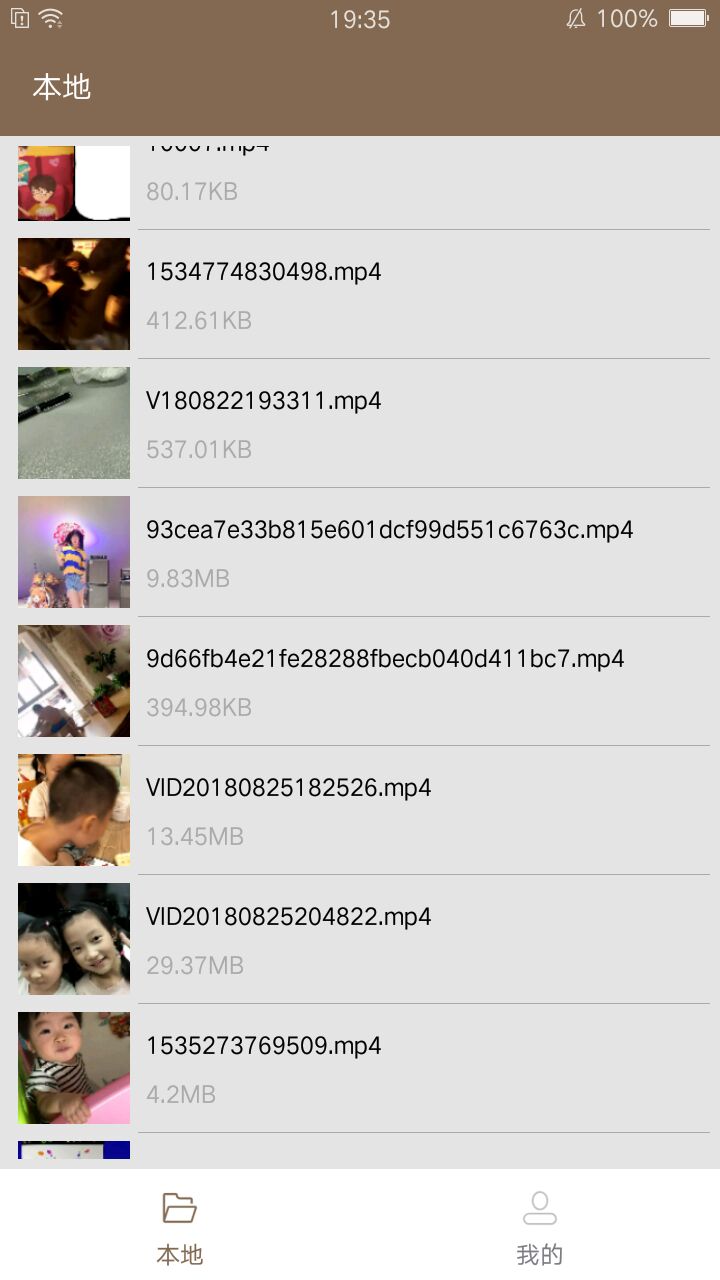 19:35
100%
本地
80.17KB
1534774830498.mp4
412.61KB
V180822193311.mp4
537.01KB
93cea7e33b815e601dcf99d551c6763c.mp4
9.83MB
9d66fb4e21fe28288fbecb040d411bc7.mp4
394.98KB
VID20180825182526.mp4
13.45MB
VID20180825204822.mp4
29.37MB
1535273769509.mp4
4.2MB
本地
我的